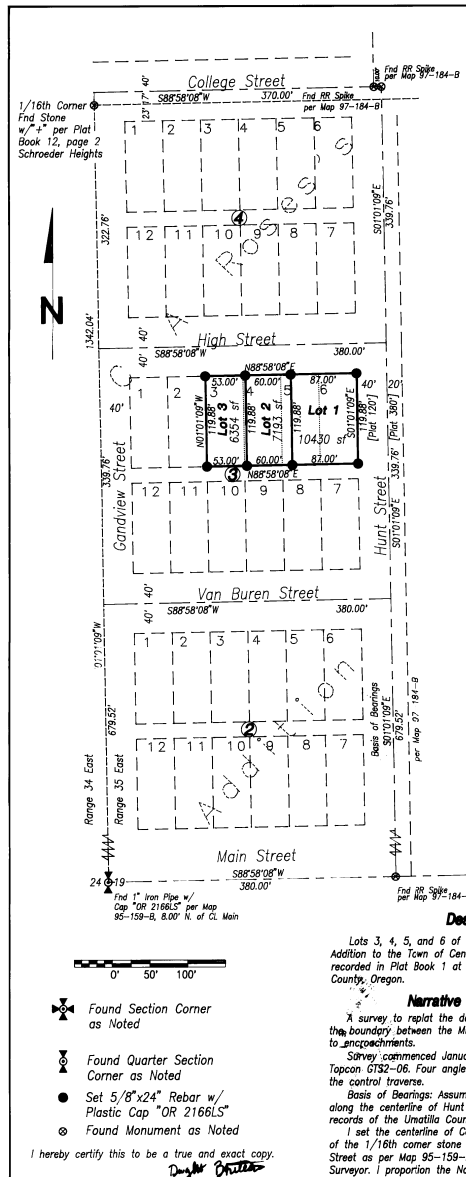 College Street
S88°58'08"W 370.00'
Fnd RR Spike
per Map 97-184-B
Fnd RR Spike
per Map 97-184-B
1/16th Corner
Fnd Stone
w/"+" per Plat
Book 12, page 2
Schroeder Heights
23' 17' 40'
10.00'
1 2 3 4 5 6
4
12 11 10 9 8 7
322.76'
S01°01'09"E
339.76'
N
1342.04'
C A Rosse's
High Street
40' 40'
S88°58'08"W 380.00'
N88°58'08"E
53.00' 60.00' 87.00'
1 2 3 4 5 6
40'
N01°01'09"W
119.88'
Lot 3
6354 sf
119.88'
Lot 2
7193 sf
119.88'
Lot 1
10430 sf
S01°01'09"E
119.88'
[Plat 120']
40' 20'
[Plat 380']
339.76'
S01°01'09"E
53.00' 60.00' 87.00'
N88°58'08"E
3
12 11 10 9 8 7
Gandview Street
339.76'
Hunt Street
Van Buren Street
40' 40'
S88°58'08"W 380.00'
1 2 3 4 5 6
2
12 11 10 9 8 7
Addition
01°01'09"W
679.52'
Range 34 East
Range 35 East
Basis of Bearings
S01°01'09"E
679.52'
per Map 97-184-B
Main Street
S88°58'08"W
380.00'
24 19
Fnd 1" Iron Pipe w/
Cap "OR 2166LS" per Map
95-159-B, 8.00' N. of CL Main
Fnd RR Spike
per Map 97-184-
0' 50' 100'
Found Section Corner
as Noted
Found Quarter Section
Corner as Noted
Set 5/8"x24" Rebar w/
Plastic Cap "OR 2166LS"
Found Monument as Noted
I hereby certify this to be a true and exact copy.
Des
Lots 3, 4, 5, and 6 of
Addition to the Town of Cen
recorded in Plat Book 1 at
County, Oregon.
Narrative
A survey to replat the de
the boundary between the M
to encroachments.
Survey commenced Janua
Topcon GTS2-06. Four angle
the control traverse.
Basis of Bearings: Assum
along the centerline of Hunt
records of the Umatilla Coun
I set the centerline of C
of the 1/16th corner stone
Street as per Map 95-159-
Surveyor. I proportion the No